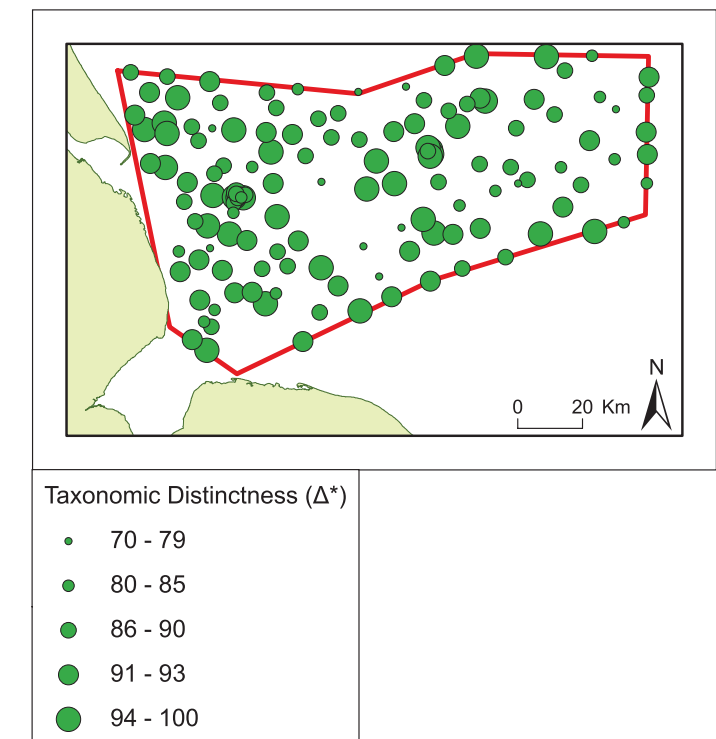 N
0 20 Km
Taxonomic Distinctness (Δ*)
70 - 79
80 - 85
86 - 90
91 - 93
94 - 100